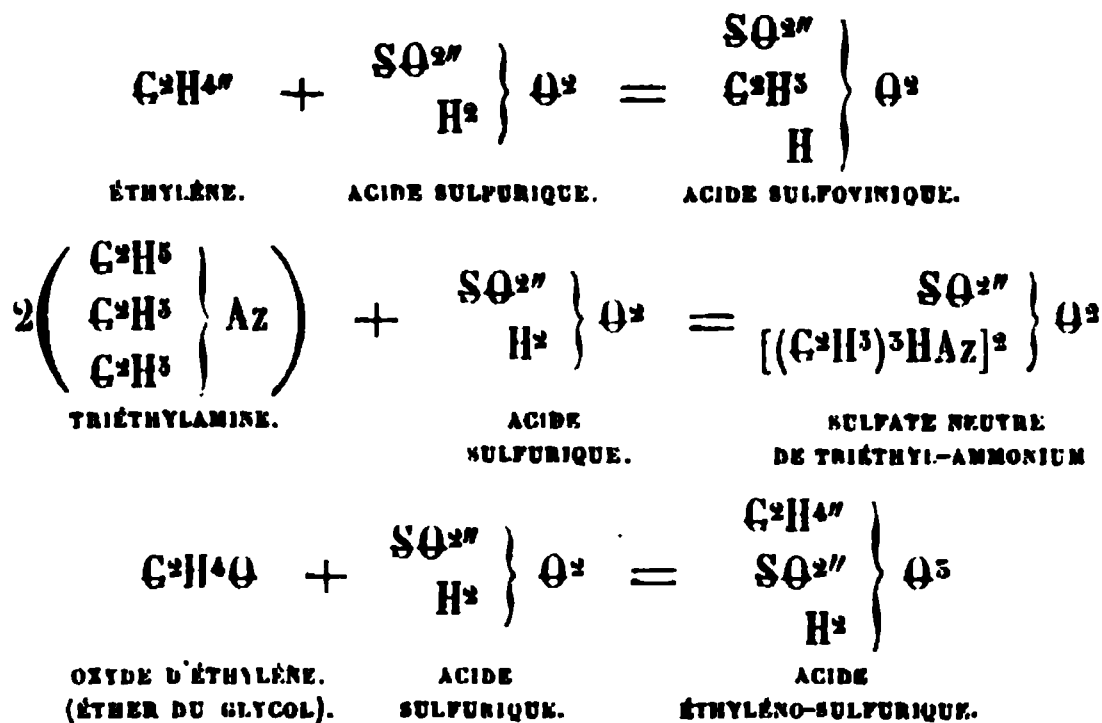 C²H⁴″ + SO²″ H² } O² = SO²″ C²H⁵ H } O²
ÉTHYLÈNE. ACIDE SULFURIQUE. ACIDE SULFOVINIQUE.
2( C²H⁵ C²H⁵ C²H⁵ } Az ) + SO²″ H² } O² = SO²″ [(C²H⁵)³HAz]² } O²
TRIÉTHYLAMINE. ACIDE SULFURIQUE. SULFATE NEUTRE DE TRIÉTHYL-AMMONIUM
C²H⁴O + SO²″ H² } O² = C²H⁴″ SO²″ H² } O³
OXYDE D'ÉTHYLÈNE. (ÉTHER DU GLYCOL). ACIDE SULFURIQUE. ACIDE ÉTHYLÉNO-SULFURIQUE.